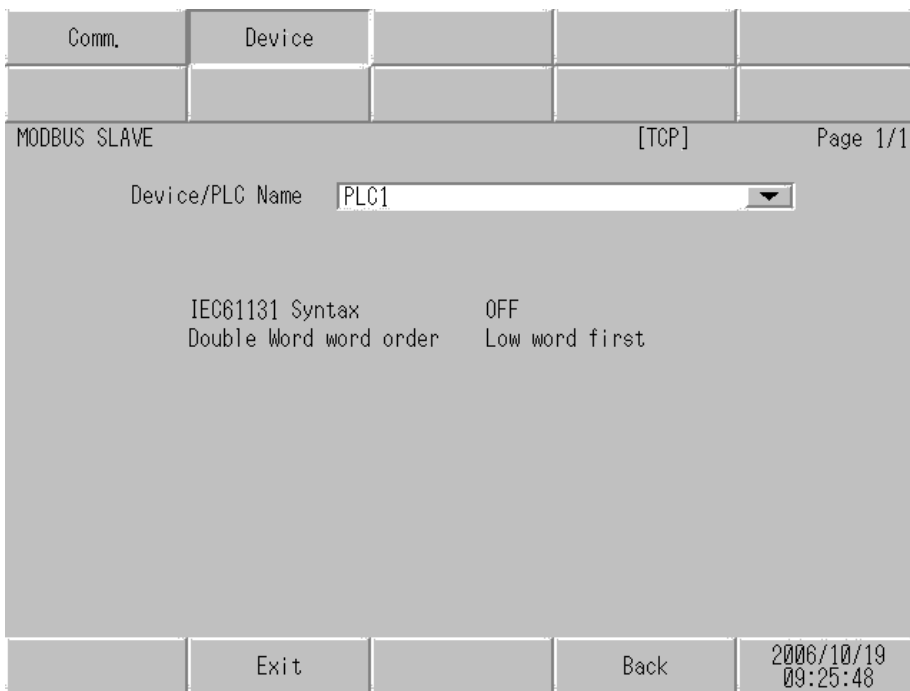 Comm. Device
MODBUS SLAVE [TCP] Page 1/1
Device/PLC Name PLC1
IEC61131 Syntax OFF
Double Word word order Low word first
Exit Back 2006/10/19
09:25:48